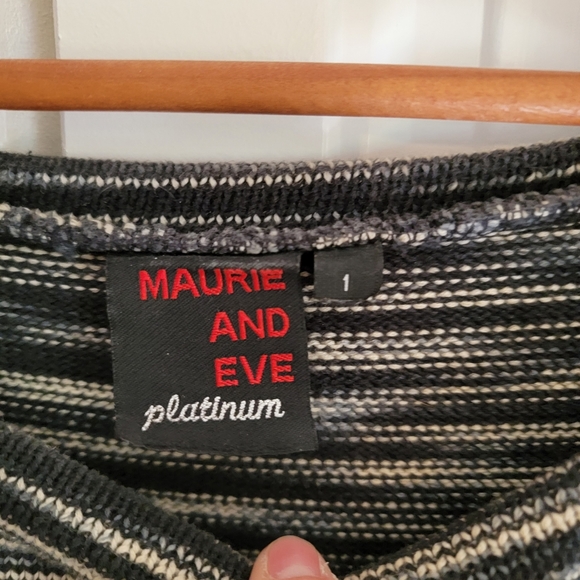 MAURIE
AND
EVE
platinum
1